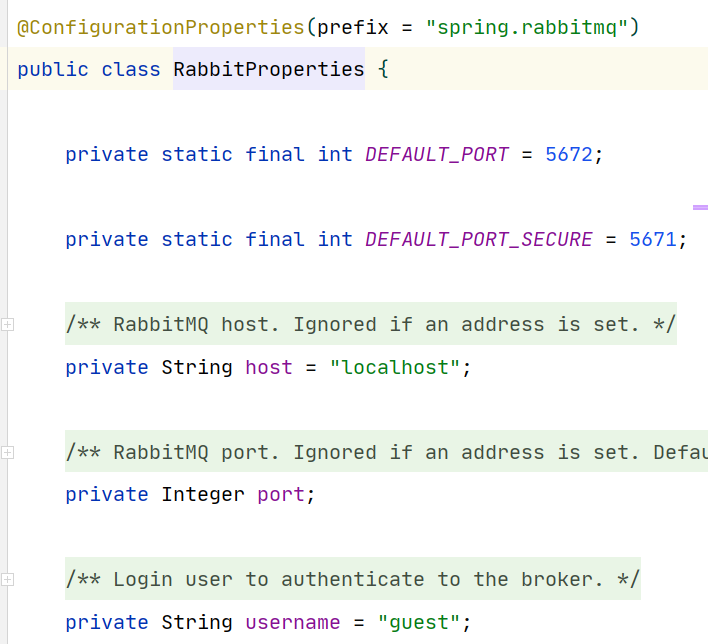 @ConfigurationProperties(prefix = "spring.rabbitmq")
public class RabbitProperties {
private static final int DEFAULT_PORT = 5672;
private static final int DEFAULT_PORT_SECURE = 5671;
/** RabbitMQ host. Ignored if an address is set. */
private String host = "localhost";
/** RabbitMQ port. Ignored if an address is set. Defau
private Integer port;
/** Login user to authenticate to the broker. */
private String username = "guest";